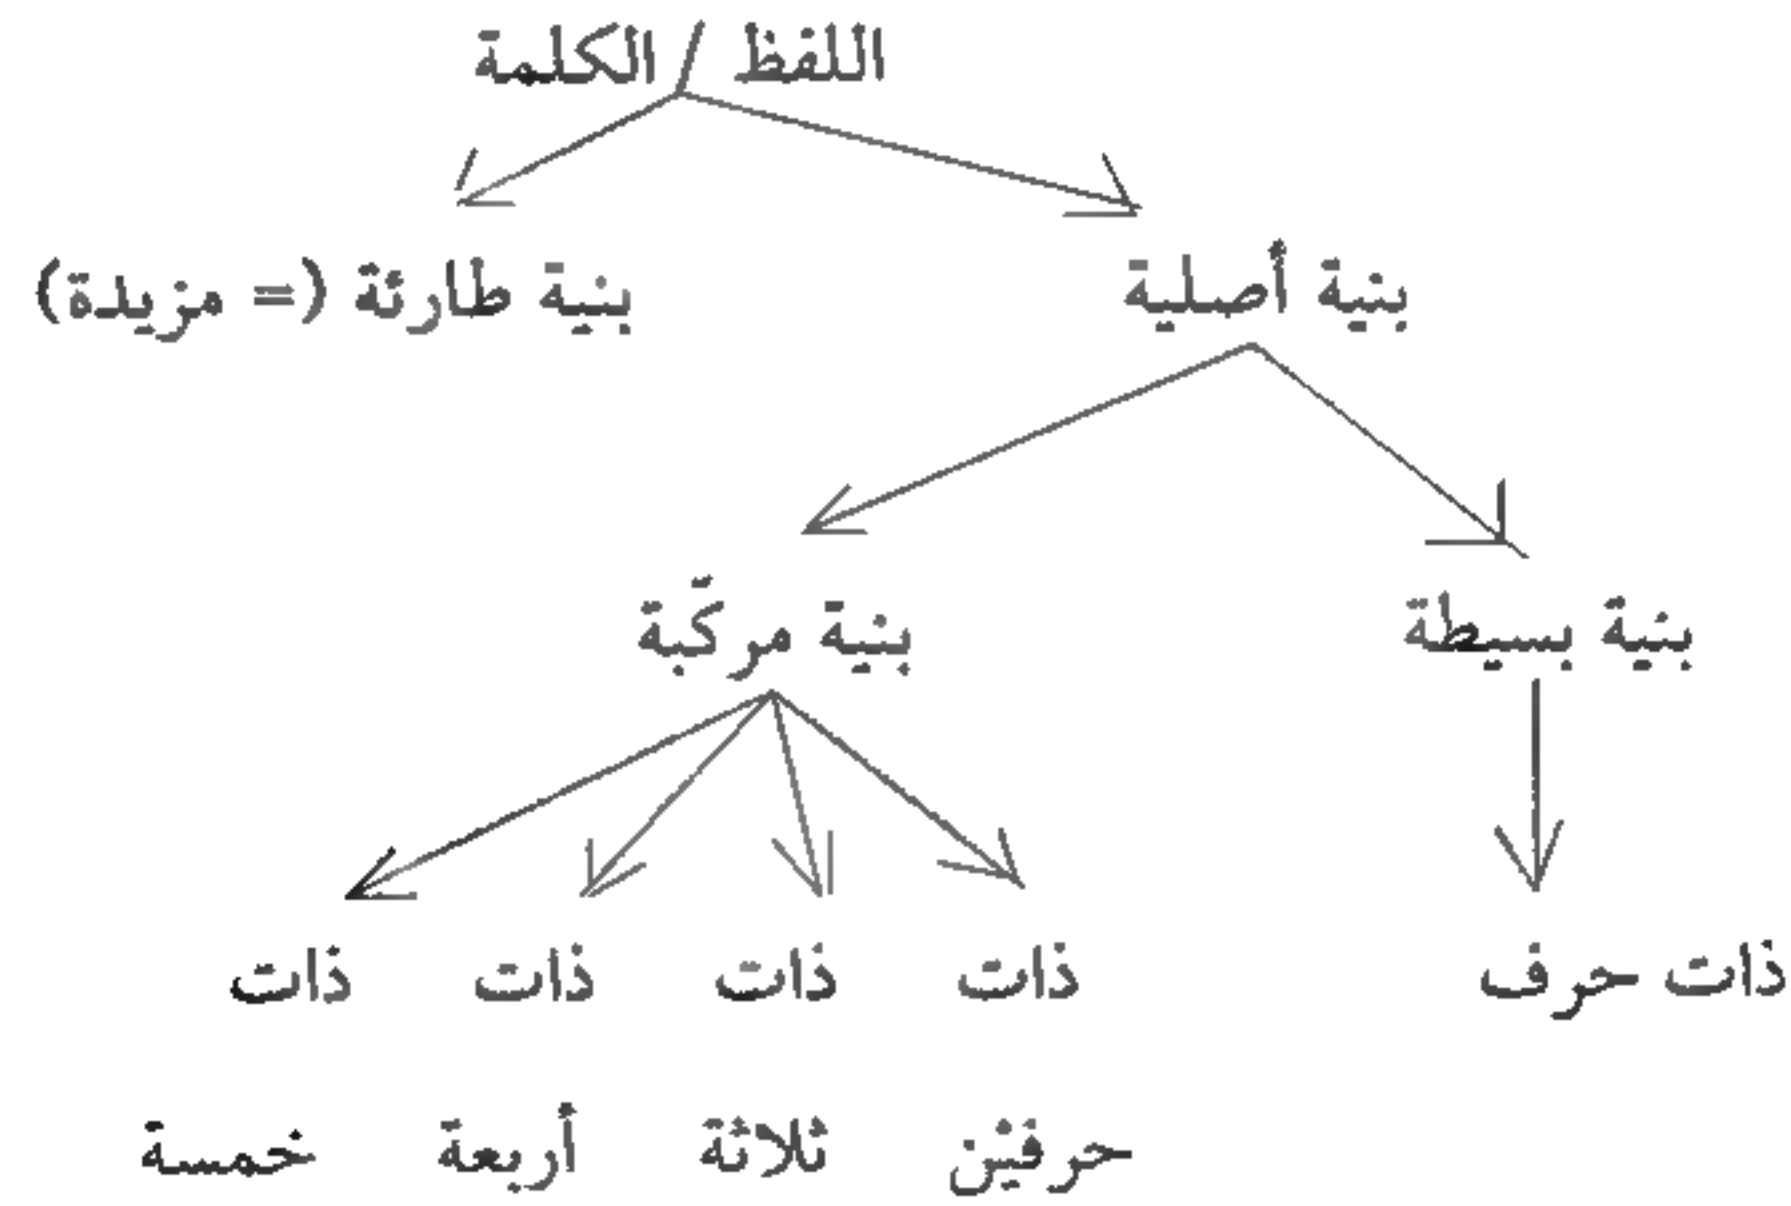 اللفظ / الكلمة
بنية أصلية
بنية طارئة (= مزيدة)
بنية بسيطة
بنية مركّبة
ذات حرف
ذات ذات ذات ذات
حرفيْن ثلاثة أربعة خمسة